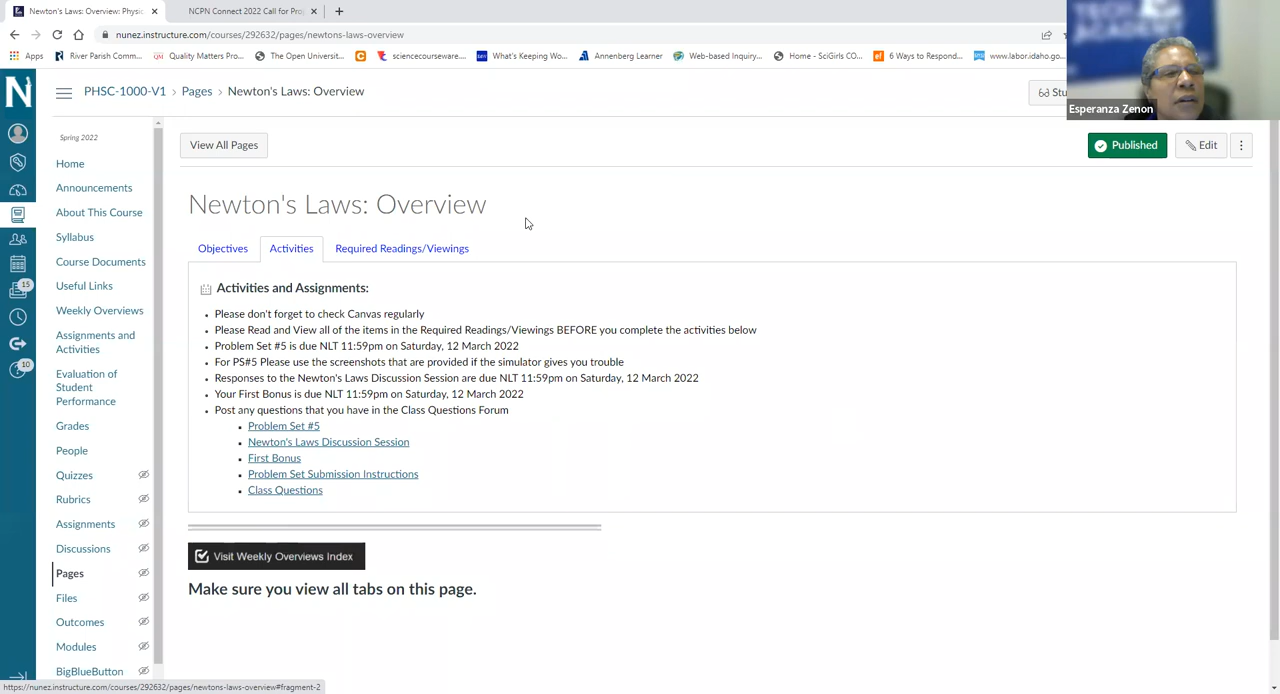 Newton's Laws: Overview: Physic
NCPN Connect 2022 Call for Prop
nunez.instructure.com/courses/292632/pages/newtons-laws-overview
Apps
River Parish Comm...
QM
Quality Matters Pro...
The Open Universit...
sciencecourseware...
What's Keeping Wo...
Annenberg Learner
Web-based Inquiry...
Home – SciGirls CO...
6 Ways to Respond...
www.labor.idaho.go...
TECH
ACADEMY
Esperanza Zenon
N
PHSC-1000-V1 › Pages › Newton's Laws: Overview
Stu
Spring 2022
Home
Announcements
About This Course
Syllabus
Course Documents
Useful Links
Weekly Overviews
Assignments and
Activities
Evaluation of
Student
Performance
Grades
People
Quizzes
Rubrics
Assignments
Discussions
Pages
Files
Outcomes
Modules
BigBlueButton
15
10
View All Pages
Published
Edit
Newton's Laws: Overview
Objectives
Activities
Required Readings/Viewings
Activities and Assignments:
Please don't forget to check Canvas regularly
Please Read and View all of the items in the Required Readings/Viewings BEFORE you complete the activities below
Problem Set #5 is due NLT 11:59pm on Saturday, 12 March 2022
For PS#5 Please use the screenshots that are provided if the simulator gives you trouble
Responses to the Newton's Laws Discussion Session are due NLT 11:59pm on Saturday, 12 March 2022
Your First Bonus is due NLT 11:59pm on Saturday, 12 March 2022
Post any questions that you have in the Class Questions Forum
Problem Set #5
Newton's Laws Discussion Session
First Bonus
Problem Set Submission Instructions
Class Questions
Visit Weekly Overviews Index
Make sure you view all tabs on this page.
https://nunez.instructure.com/courses/292632/pages/newtons-laws-overview#fragment-2